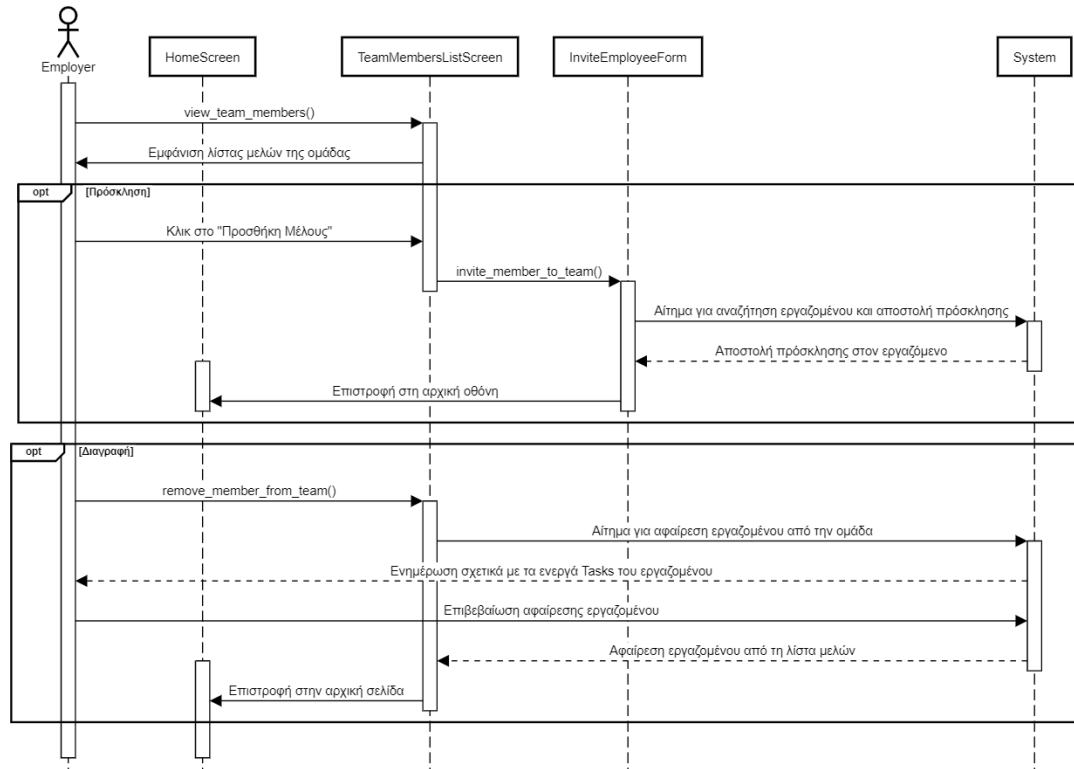 Employer
HomeScreen
TeamMembersListScreen
InviteEmployeeForm
System
view_team_members()
Εμφάνιση λίστας μελών της ομάδας
opt
[Πρόσκληση]
Κλικ στο "Προσθήκη Μέλους"
invite_member_to_team()
Αίτημα για αναζήτηση εργαζομένου και αποστολή πρόσκλησης
Αποστολή πρόσκλησης στον εργαζόμενο
Επιστροφή στη αρχική οθόνη
opt
[Διαγραφή]
remove_member_from_team()
Αίτημα για αφαίρεση εργαζομένου από την ομάδα
Ενημέρωση σχετικά με τα ενεργά Tasks του εργαζομένου
Επιβεβαίωση αφαίρεσης εργαζομένου
Αφαίρεση εργαζομένου από τη λίστα μελών
Επιστροφή στην αρχική σελίδα